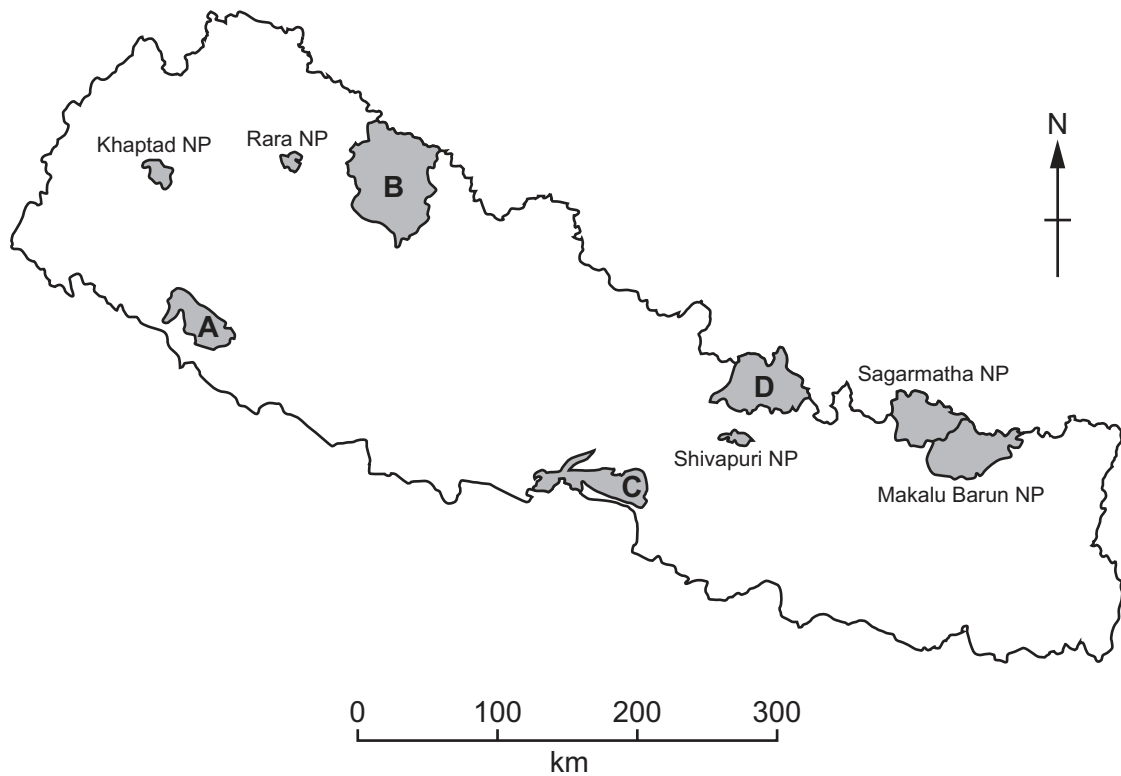 N
Khaptad NP
Rara NP
B
A
D
Sagarmatha NP
Shivapuri NP
C
Makalu Barun NP
0 100 200 300
km